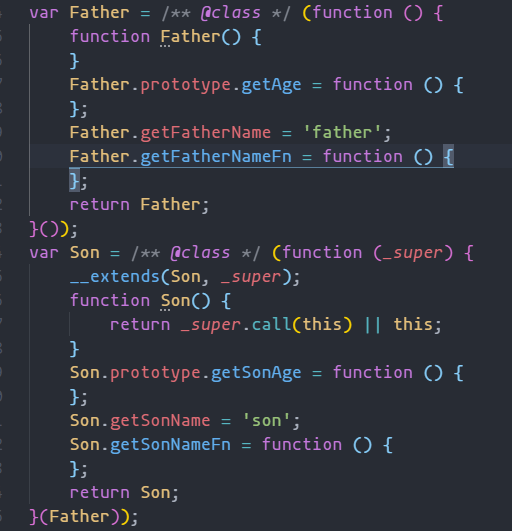 var Father = /** @class */ (function () {
    function Father() {
    }
    Father.prototype.getAge = function () {
    };
    Father.getFatherName = 'father';
    Father.getFatherNameFn = function () {
    };
    return Father;
}());
var Son = /** @class */ (function (_super) {
    __extends(Son, _super);
    function Son() {
        return _super.call(this) || this;
    }
    Son.prototype.getSonAge = function () {
    };
    Son.getSonName = 'son';
    Son.getSonNameFn = function () {
    };
    return Son;
}(Father));